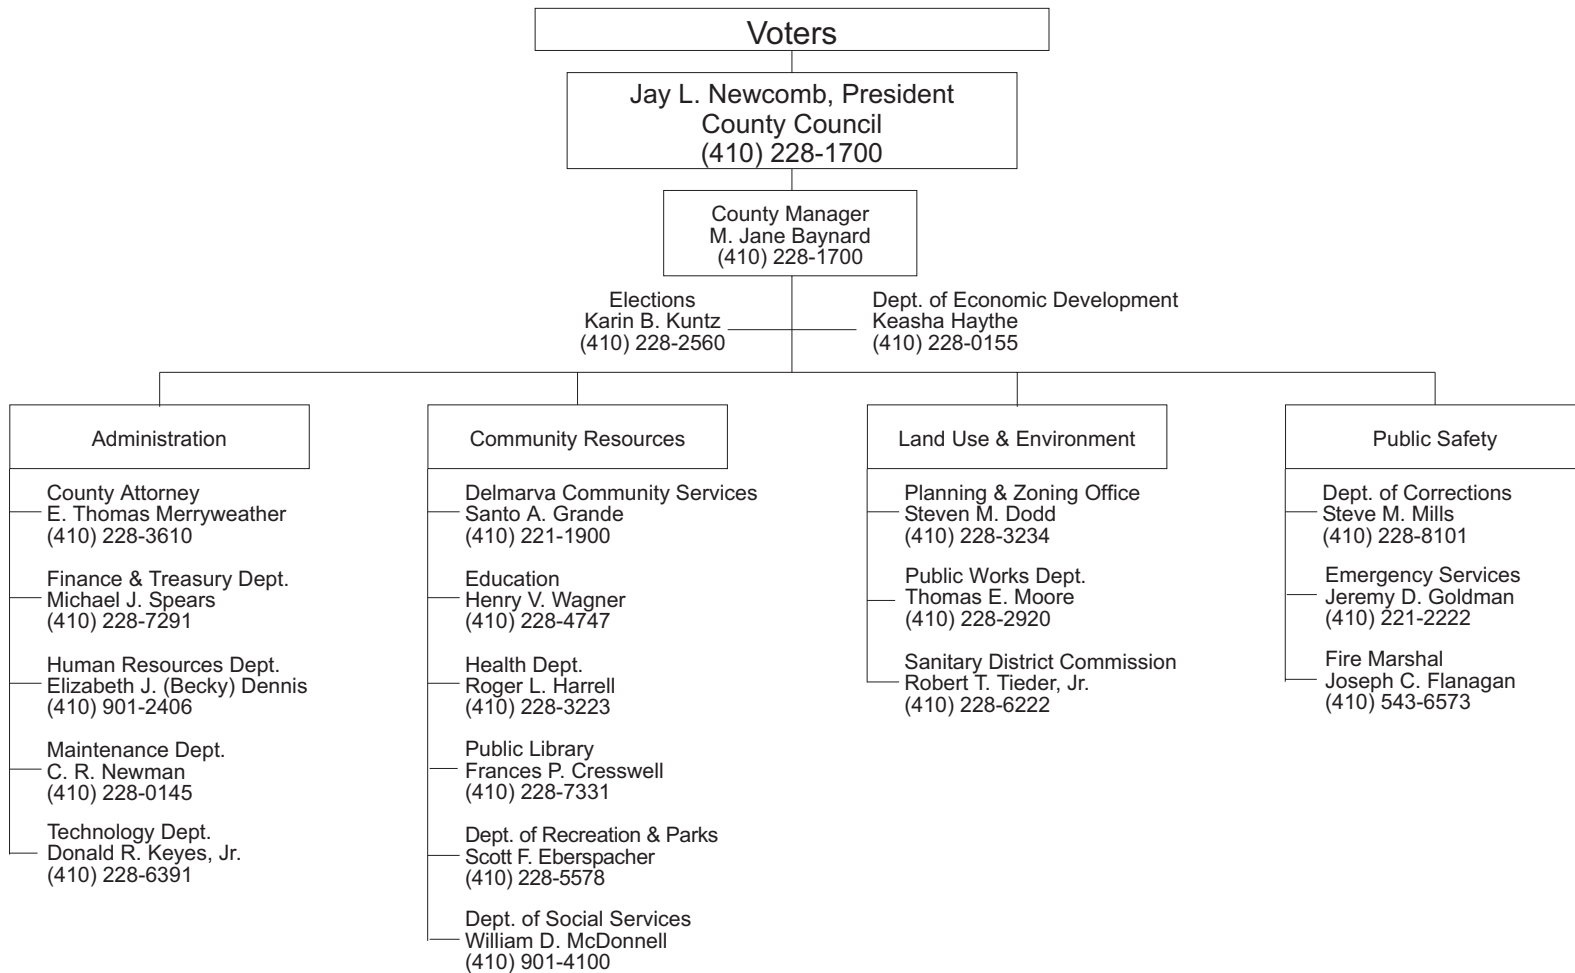 Voters
Jay L. Newcomb, President
County Council
(410) 228-1700
County Manager
M. Jane Baynard
(410) 228-1700
Elections
Karin B. Kuntz
(410) 228-2560
Dept. of Economic Development
Keasha Haythe
(410) 228-0155
Administration
County Attorney
E. Thomas Merryweather
(410) 228-3610
Finance & Treasury Dept.
Michael J. Spears
(410) 228-7291
Human Resources Dept.
Elizabeth J. (Becky) Dennis
(410) 901-2406
Maintenance Dept.
C. R. Newman
(410) 228-0145
Technology Dept.
Donald R. Keyes, Jr.
(410) 228-6391
Community Resources
Delmarva Community Services
Santo A. Grande
(410) 221-1900
Education
Henry V. Wagner
(410) 228-4747
Health Dept.
Roger L. Harrell
(410) 228-3223
Public Library
Frances P. Cresswell
(410) 228-7331
Dept. of Recreation & Parks
Scott F. Eberspacher
(410) 228-5578
Dept. of Social Services
William D. McDonnell
(410) 901-4100
Land Use & Environment
Planning & Zoning Office
Steven M. Dodd
(410) 228-3234
Public Works Dept.
Thomas E. Moore
(410) 228-2920
Sanitary District Commission
Robert T. Tieder, Jr.
(410) 228-6222
Public Safety
Dept. of Corrections
Steve M. Mills
(410) 228-8101
Emergency Services
Jeremy D. Goldman
(410) 221-2222
Fire Marshal
Joseph C. Flanagan
(410) 543-6573